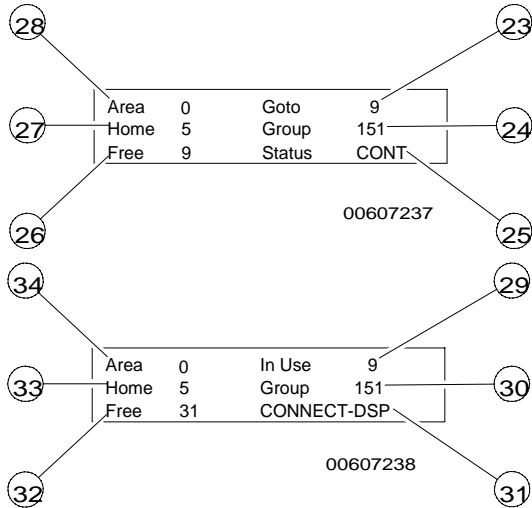 28 23
Area 0 Goto 9
27 Home 5 Group 151 24
Free 9 Status CONT
00607237
26 25
34 29
Area 0 In Use 9
33 Home 5 Group 151 30
Free 31 CONNECT-DSP
00607238
32 31